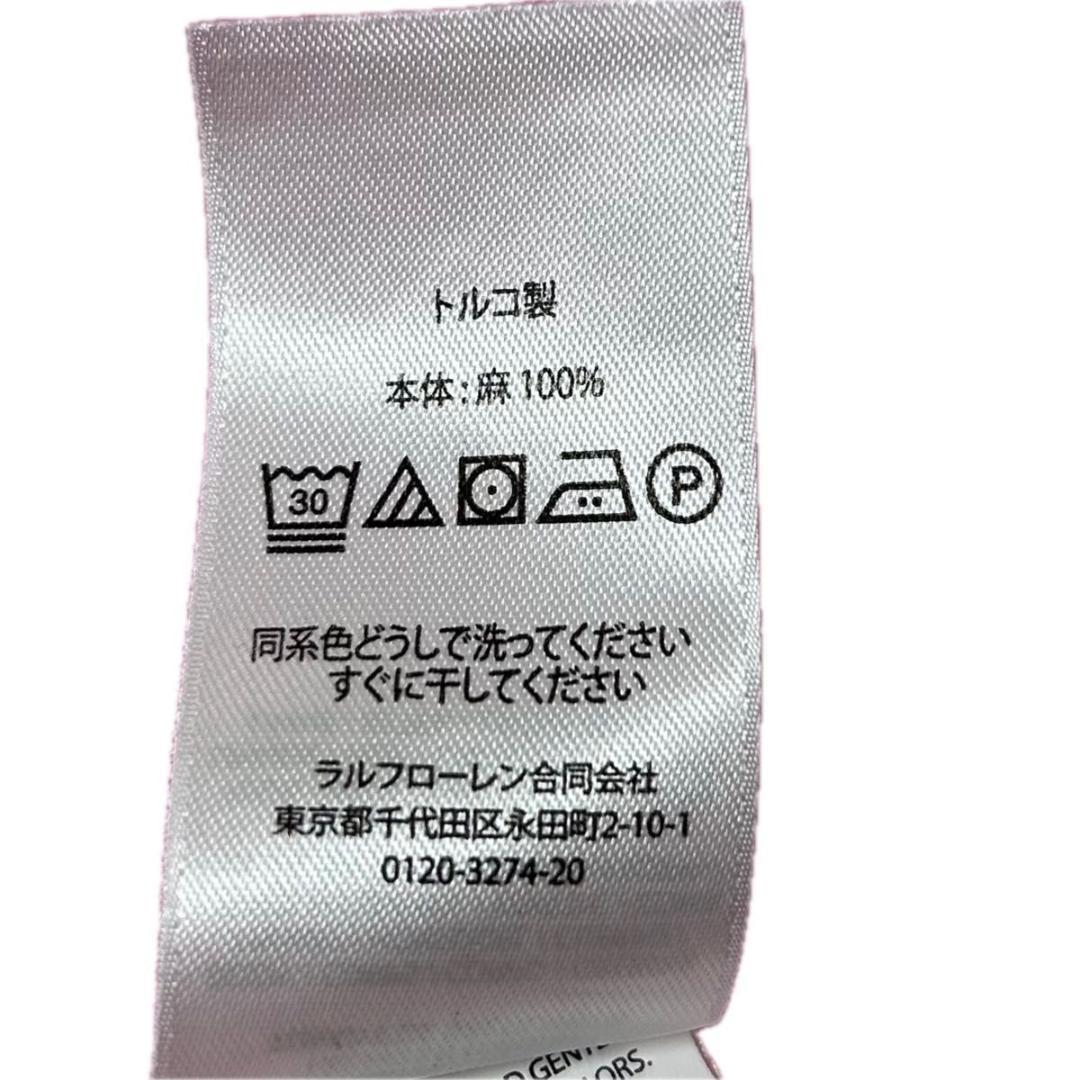 トルコ製
本体:麻 100%
30 P
同系色どうしで洗ってください
すぐに干してください
ラルフローレン合同会社
東京都千代田区永田町2-10-1
0120-3274-20